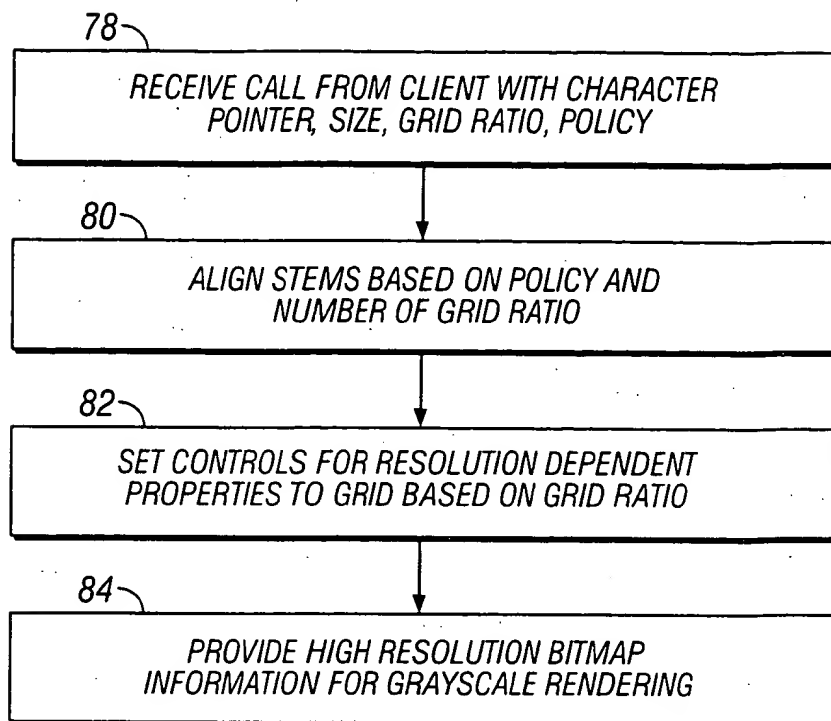 78
RECEIVE CALL FROM CLIENT WITH CHARACTER
POINTER, SIZE, GRID RATIO, POLICY
80
ALIGN STEMS BASED ON POLICY AND
NUMBER OF GRID RATIO
82
SET CONTROLS FOR RESOLUTION DEPENDENT
PROPERTIES TO GRID BASED ON GRID RATIO
84
PROVIDE HIGH RESOLUTION BITMAP
INFORMATION FOR GRAYSCALE RENDERING